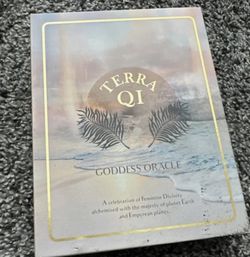 TERRA
QI
GODDESS ORACLE
A celebration of Feminine Divinity
alchemised with the majesty of planet Earth
and Empyrean planes.